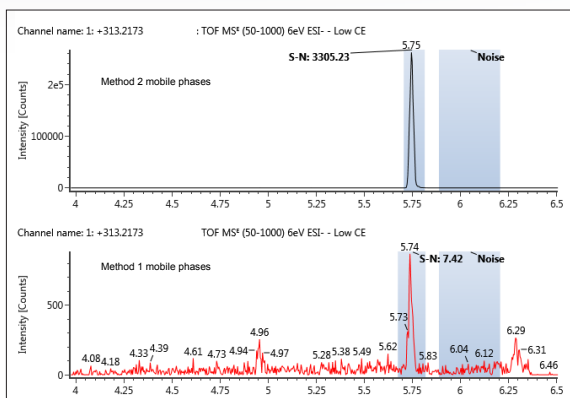 Channel name: 1: +313.2173 : TOF MSᴱ (50-1000) 6eV ESI- - Low CE
5.75
S-N: 3305.23 Noise
2e5
Method 2 mobile phases
Intensity [Counts]
100000
0
4 4.25 4.5 4.75 5 5.25 5.5 5.75 6 6.25 6.5
Channel name: 1: +313.2173 TOF MSᴱ (50-1000) 6eV ESI- - Low CE
5.74
S-N: 7.42 Noise
Method 1 mobile phases
Intensity [Counts]
500
5.73
4.96 6.29
4.08 4.18 4.33 4.39 4.61 4.73 4.94 4.97 5.28 5.38 5.49 5.62 5.83 6.04 6.12 6.31 6.46
0
4 4.25 4.5 4.75 5 5.25 5.5 5.75 6 6.25 6.5